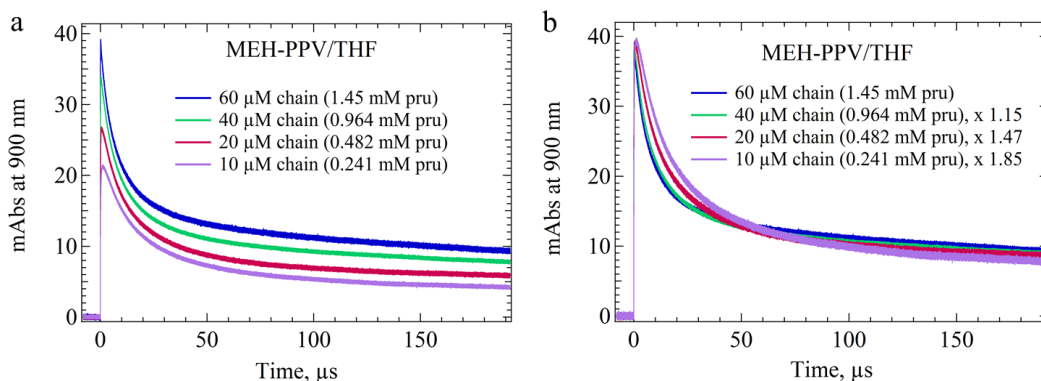 a
MEH-PPV/THF
60 µM chain (1.45 mM pru)
40 µM chain (0.964 mM pru)
20 µM chain (0.482 mM pru)
10 µM chain (0.241 mM pru)
mAbs at 900 nm
40
30
20
10
0
0
50
100
150
Time, µs
b
MEH-PPV/THF
60 µM chain (1.45 mM pru)
40 µM chain (0.964 mM pru), x 1.15
20 µM chain (0.482 mM pru), x 1.47
10 µM chain (0.241 mM pru), x 1.85
mAbs at 900 nm
40
30
20
10
0
0
50
100
150
Time, µs